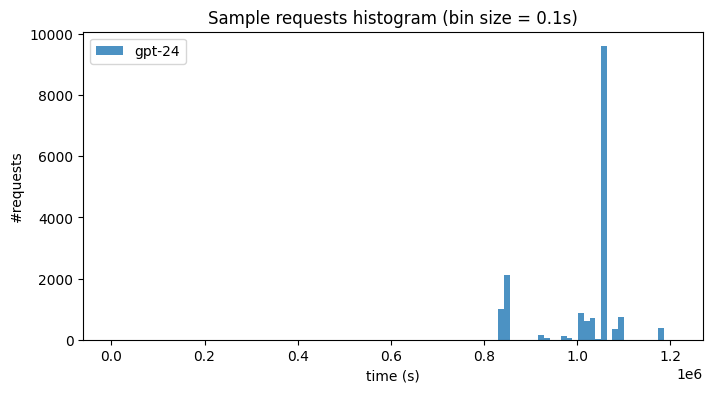 Sample requests histogram (bin size = 0.1s)
gpt-24
10000
8000
6000
4000
2000
0
#requests
0.0 0.2 0.4 0.6 0.8 1.0 1.2
1e6
time (s)